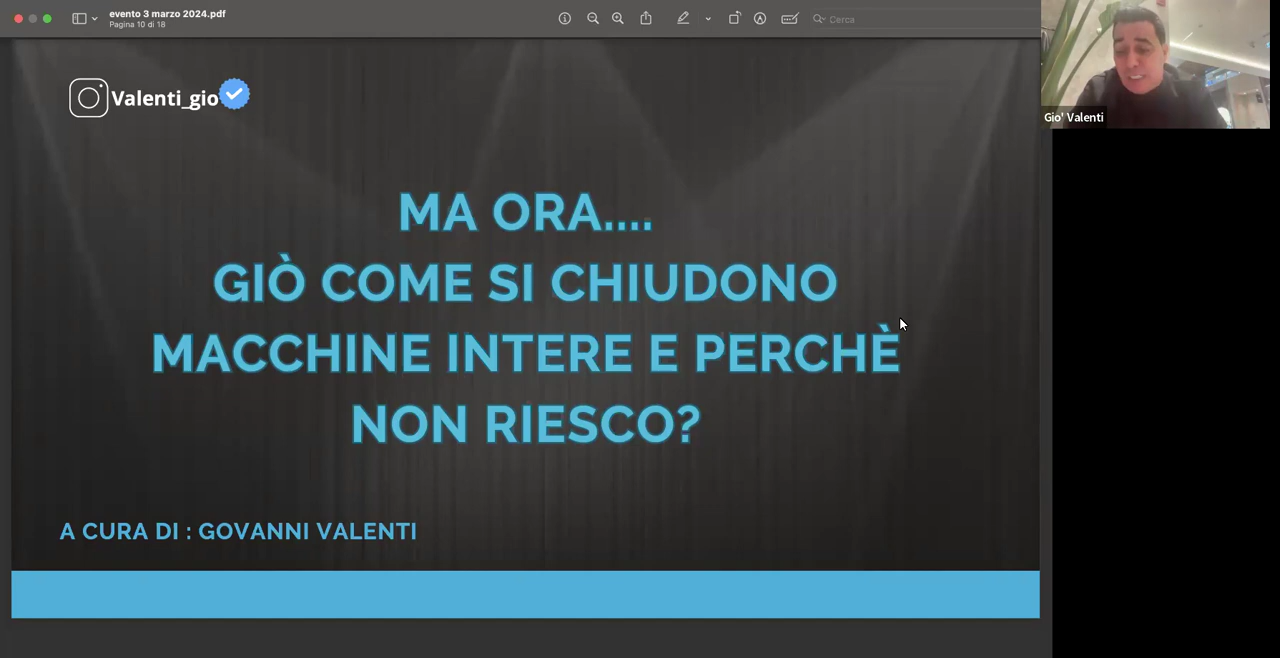 evento 3 marzo 2024.pdf
Pagina 10 di 18
Cerca
Valenti_gio
Gio' Valenti
MA ORA....
GIÒ COME SI CHIUDONO
MACCHINE INTERE E PERCHÈ
NON RIESCO?
A CURA DI : GOVANNI VALENTI